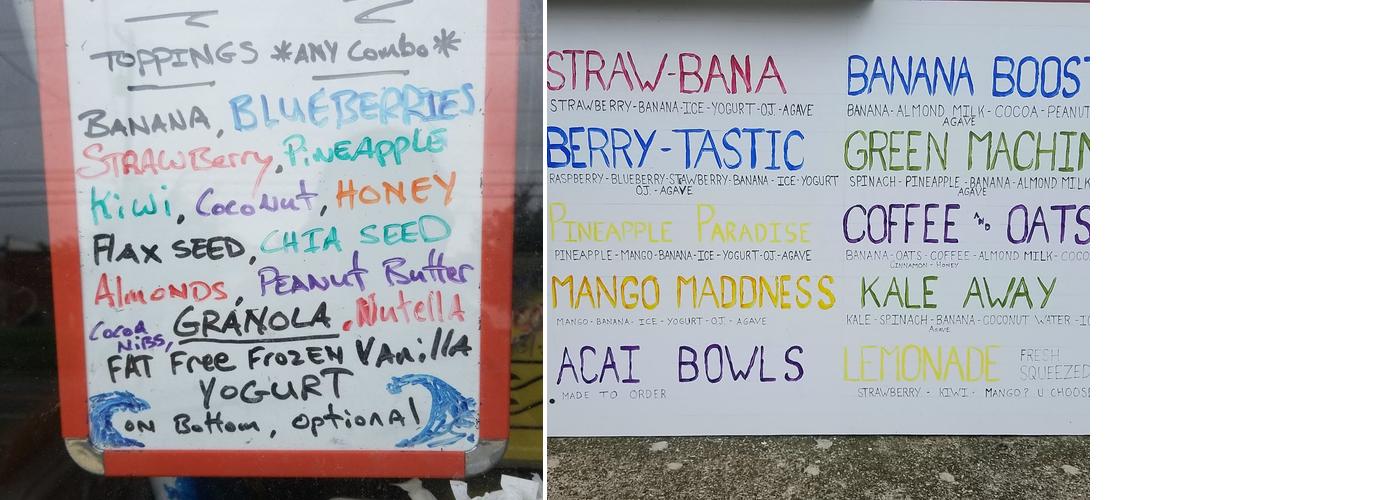 TOPPINGS *ANY Combo*
BANANA, BLUEBERRIES
STRAWBerry, PiNEAPPLE
Kiwi, CocoNut, HONEY
FlAX SEED, CHIA SEED
AlmoNDS, PEANut Butter
Cocoa NiBS, GRANOLA, NutellA
FAT Free FroZEN VAnillA
YOGURT
ON Bottom, optional
STRAW-BANA
STRAWBERRY-BANANA-ICE-YOGURT-OJ-AGAVE
BERRY-TASTIC
RASPBERRY-BLUEBERRY-STAWBERRY-BANANA-ICE-YORGURT
OJ.-AGAVE
PINEAPPLE PARADISE
PINEAPPLE-MANGO-BANANA-ICE-YOGURT-OJ-AGAVE
MANGO MADDNESS
MANGO-BANANA-ICE-YOGURT-OJ-AGAVE
ACAI BOWLS
MADE TO ORDER
BANANA BOOST
BANANA-ALMOND MILK-COCOA-PEANUT
AGAVE
GREEN MACHIN
SPINACH-PINEAPPLE-BANANA-ALMOND MILK
AGAVE
COFFEE AND OATS
BANANA-OATS-COFFEE-ALMOND MILK-COCO
CINNAMON-HONEY
KALE AWAY
KALE-SPINACH-BANANA-COCONUT WATER-IC
AGAVE
LEMONADE FRESH SQUEEZED
STRAWBERRY-KIWI-MANGO? U CHOOSE